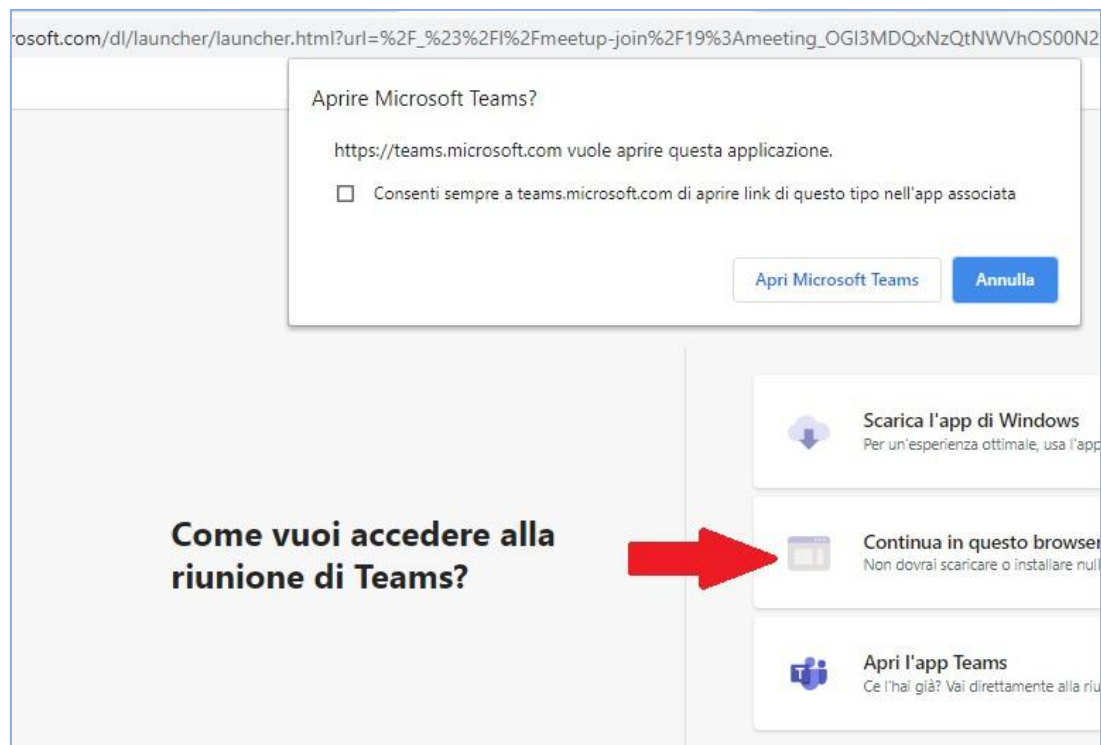 rosoft.com/dl/launcher/launcher.html?url=%2F_%23%2Fl%2Fmeetup-join%2F19%3Ameeting_OGI3MDQxNzQtNWVhOS00N2
Aprire Microsoft Teams?
https://teams.microsoft.com vuole aprire questa applicazione.
Consenti sempre a teams.microsoft.com di aprire link di questo tipo nell'app associata
Apri Microsoft Teams
Annulla
Come vuoi accedere alla
riunione di Teams?
Scarica l'app di Windows
Per un'esperienza ottimale, usa l'app
Continua in questo browser
Non dovrai scaricare o installare null
Apri l'app Teams
Ce l'hai già? Vai direttamente alla riu